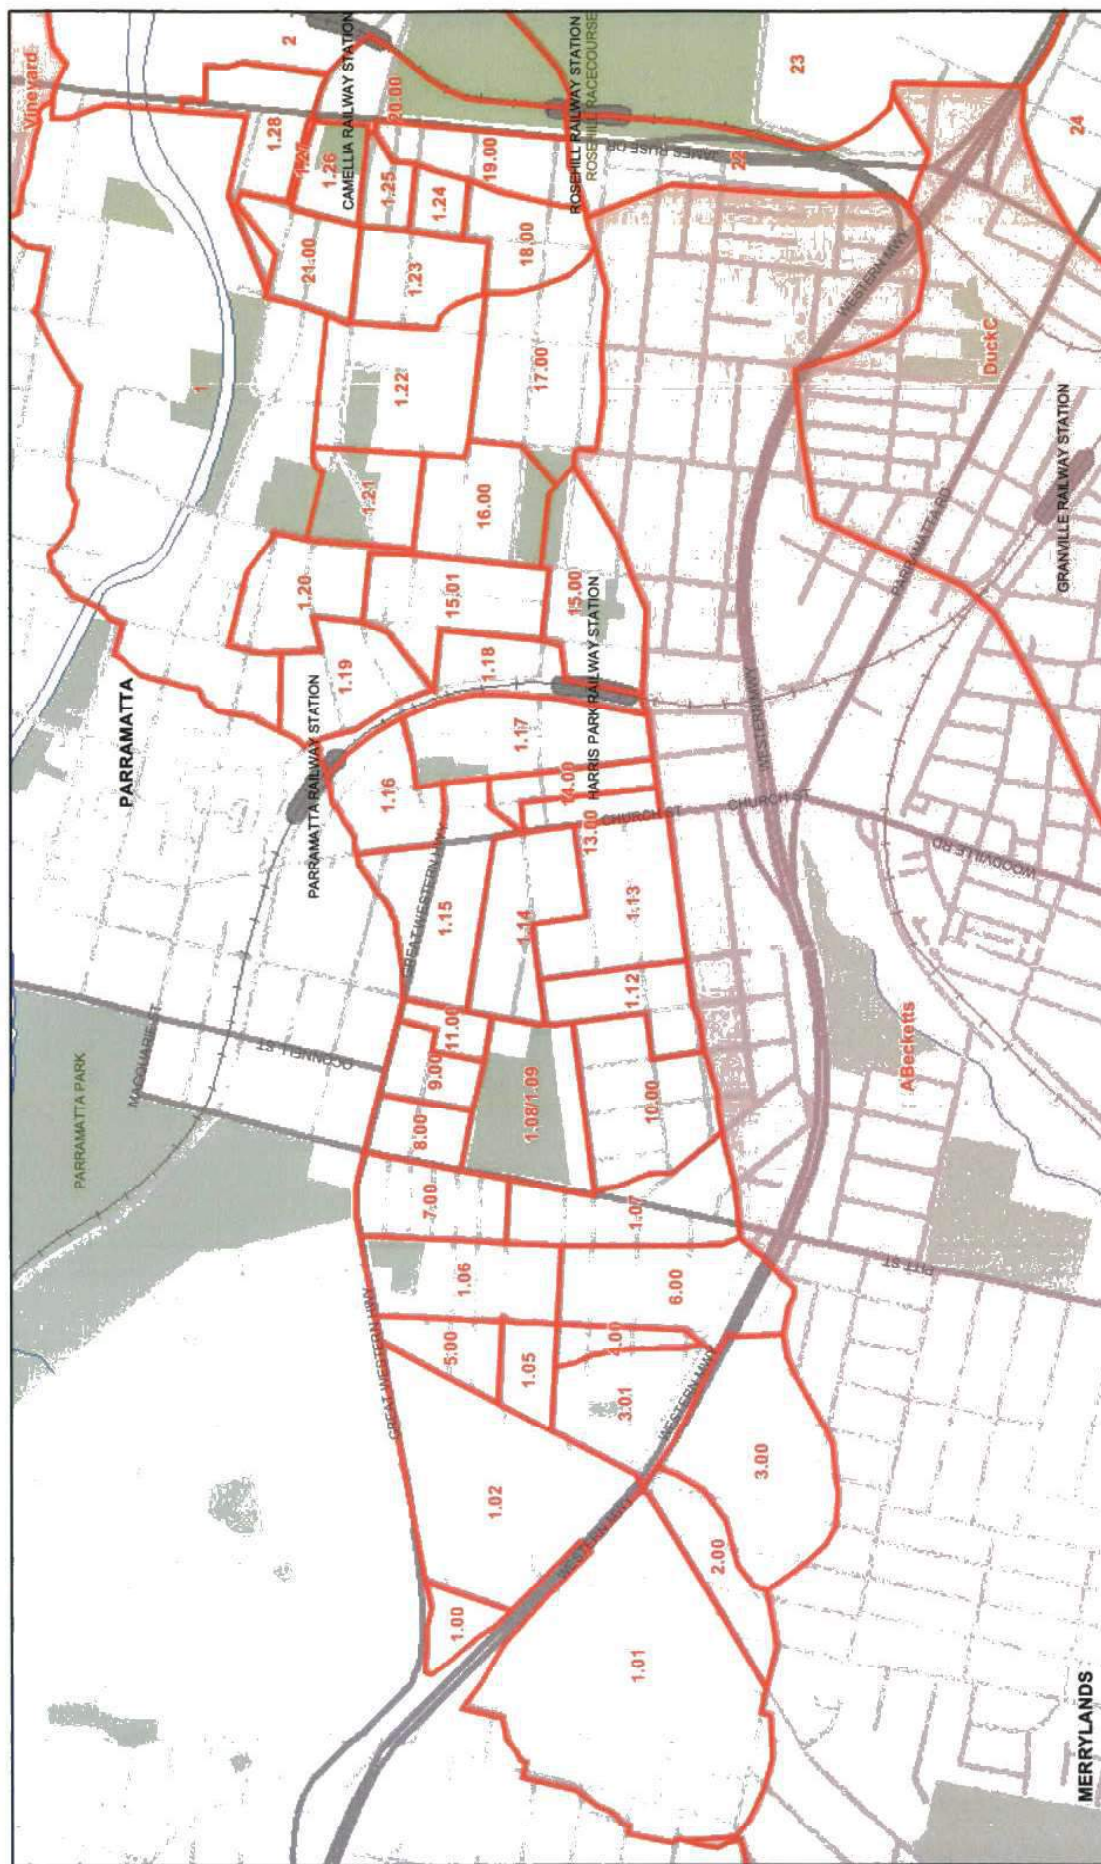 Vineyard
2
CAMELLIA RAILWAY STATION
20.00
ROSEHILL RAILWAY STATION
ROSEHILL RACECOURSE
23
24
1.28
1.27
1.26
1.25
1.24
19.00
JAMES RUSE DR
22
21.00
1.23
18.00
WESTERN MWY
1
1.22
17.00
DuckC
GRANVILLE RAILWAY STATION
1.21
16.00
PARRAMATTA RD
1.20
15.01
15.00
HARRIS PARK RAILWAY STATION
1.19
1.18
WESTERN MWY
PARRAMATTA
PARRAMATTA RAILWAY STATION
1.16
1.17
14.00
13.00
CHURCH ST
CHURCH ST
WOODVILLE RD
GREAT WESTERN HWY
1.15
1.14
1.13
1.12
PARRAMATTA PARK
MACQUARIE ST
OCONNELL ST
11.00
9.00
8.00
1.08/1.09
10.00
ABecketts
7.00
1.07
PITT ST
1.06
6.00
GREAT WESTERN HWY
5.00
1.05
4.00
3.01
WESTERN MWY
3.00
1.02
WESTERN MWY
2.00
1.00
1.01
MERRYLANDS